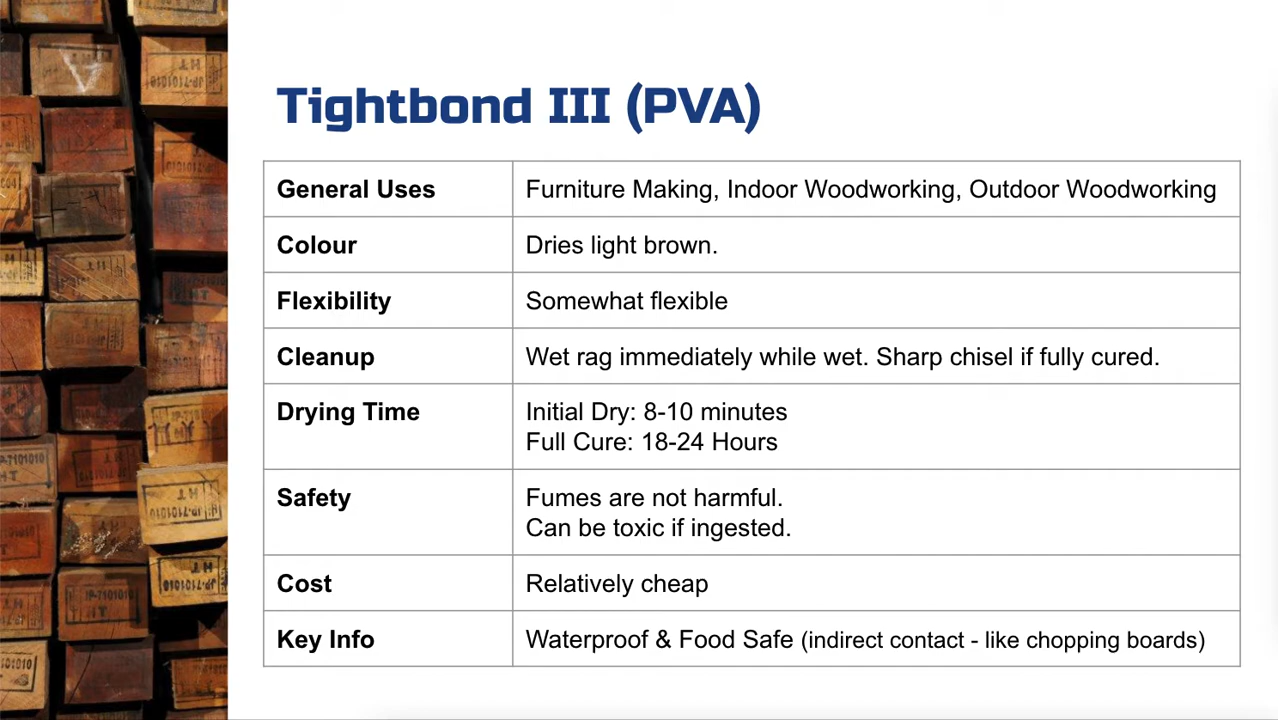 Tightbond III (PVA)
General Uses Furniture Making, Indoor Woodworking, Outdoor Woodworking
Colour Dries light brown.
Flexibility Somewhat flexible
Cleanup Wet rag immediately while wet. Sharp chisel if fully cured.
Drying Time Initial Dry: 8-10 minutes
Full Cure: 18-24 Hours
Safety Fumes are not harmful.
Can be toxic if ingested.
Cost Relatively cheap
Key Info Waterproof & Food Safe (indirect contact - like chopping boards)